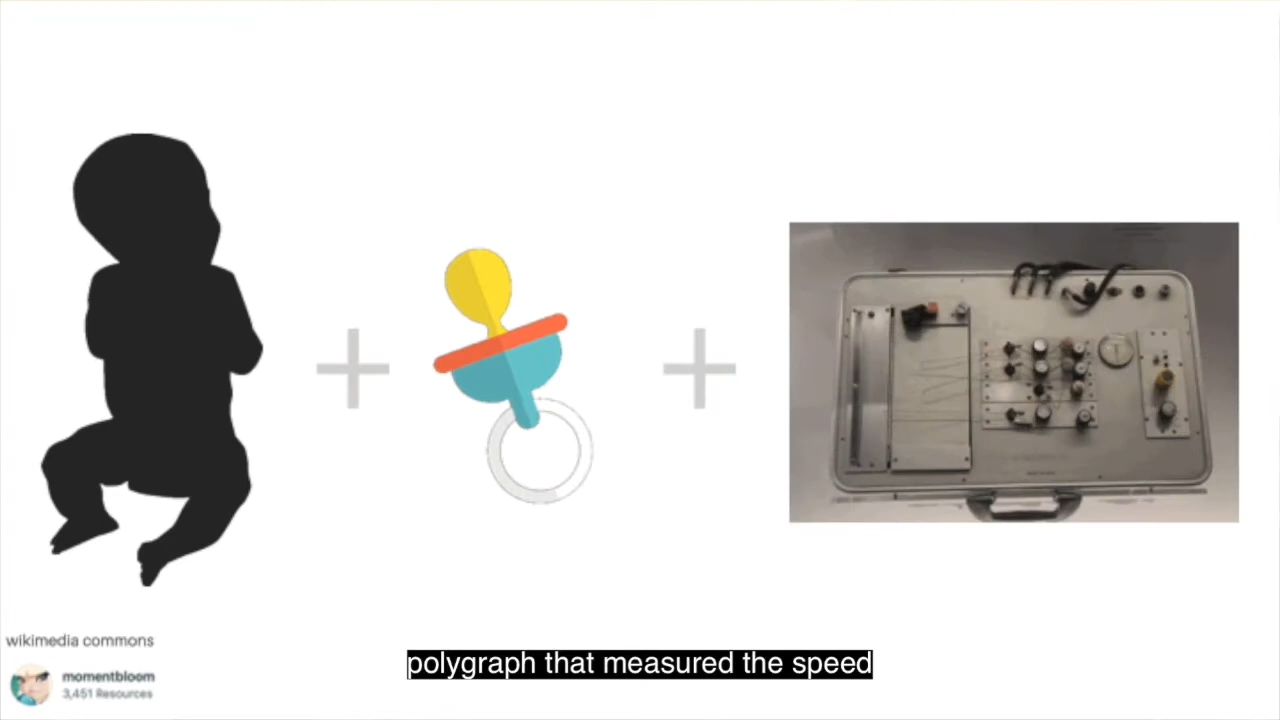 wikimedia commons
momentbloom
3,451 Resources
polygraph that measured the speed